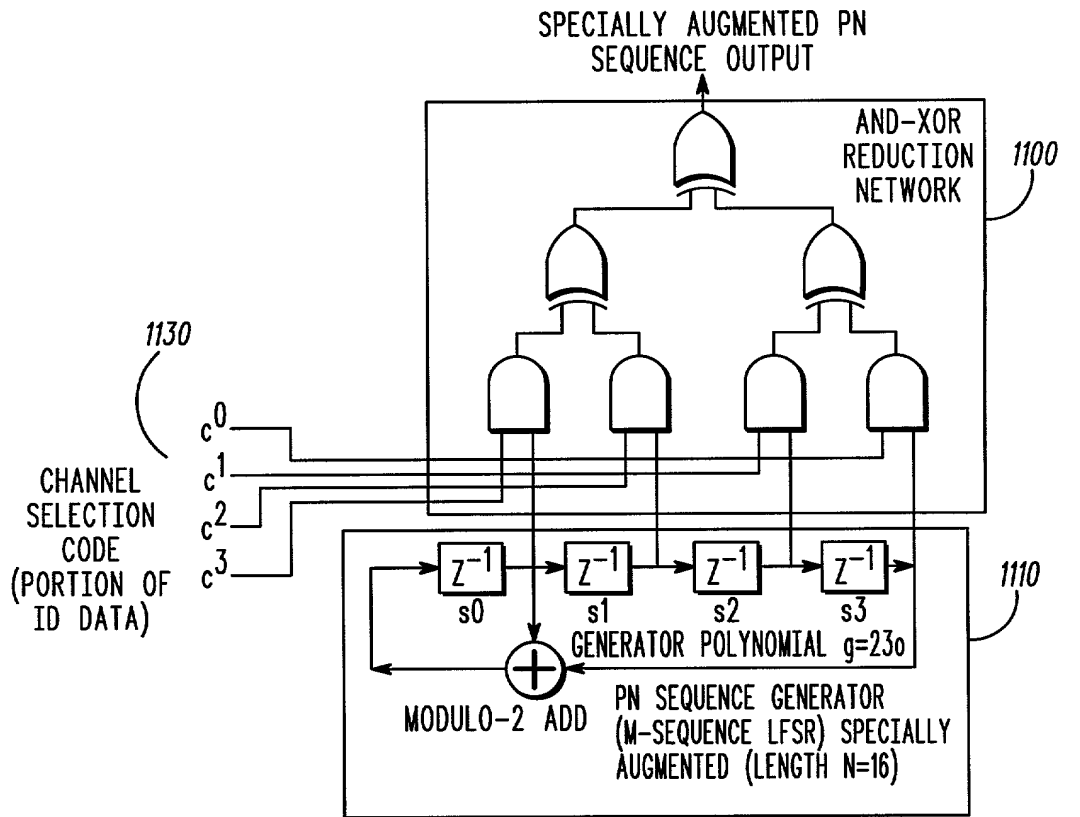 SPECIALLY AUGMENTED PN
SEQUENCE OUTPUT
AND-XOR
REDUCTION
NETWORK
1100
1130
c0
c1
c2
c3
CHANNEL
SELECTION
CODE
(PORTION OF
ID DATA)
Z-1
Z-1
Z-1
Z-1
s0
s1
s2
s3
1110
GENERATOR POLYNOMIAL g=23o
MODULO-2 ADD
PN SEQUENCE GENERATOR
(M-SEQUENCE LFSR) SPECIALLY
AUGMENTED (LENGTH N=16)